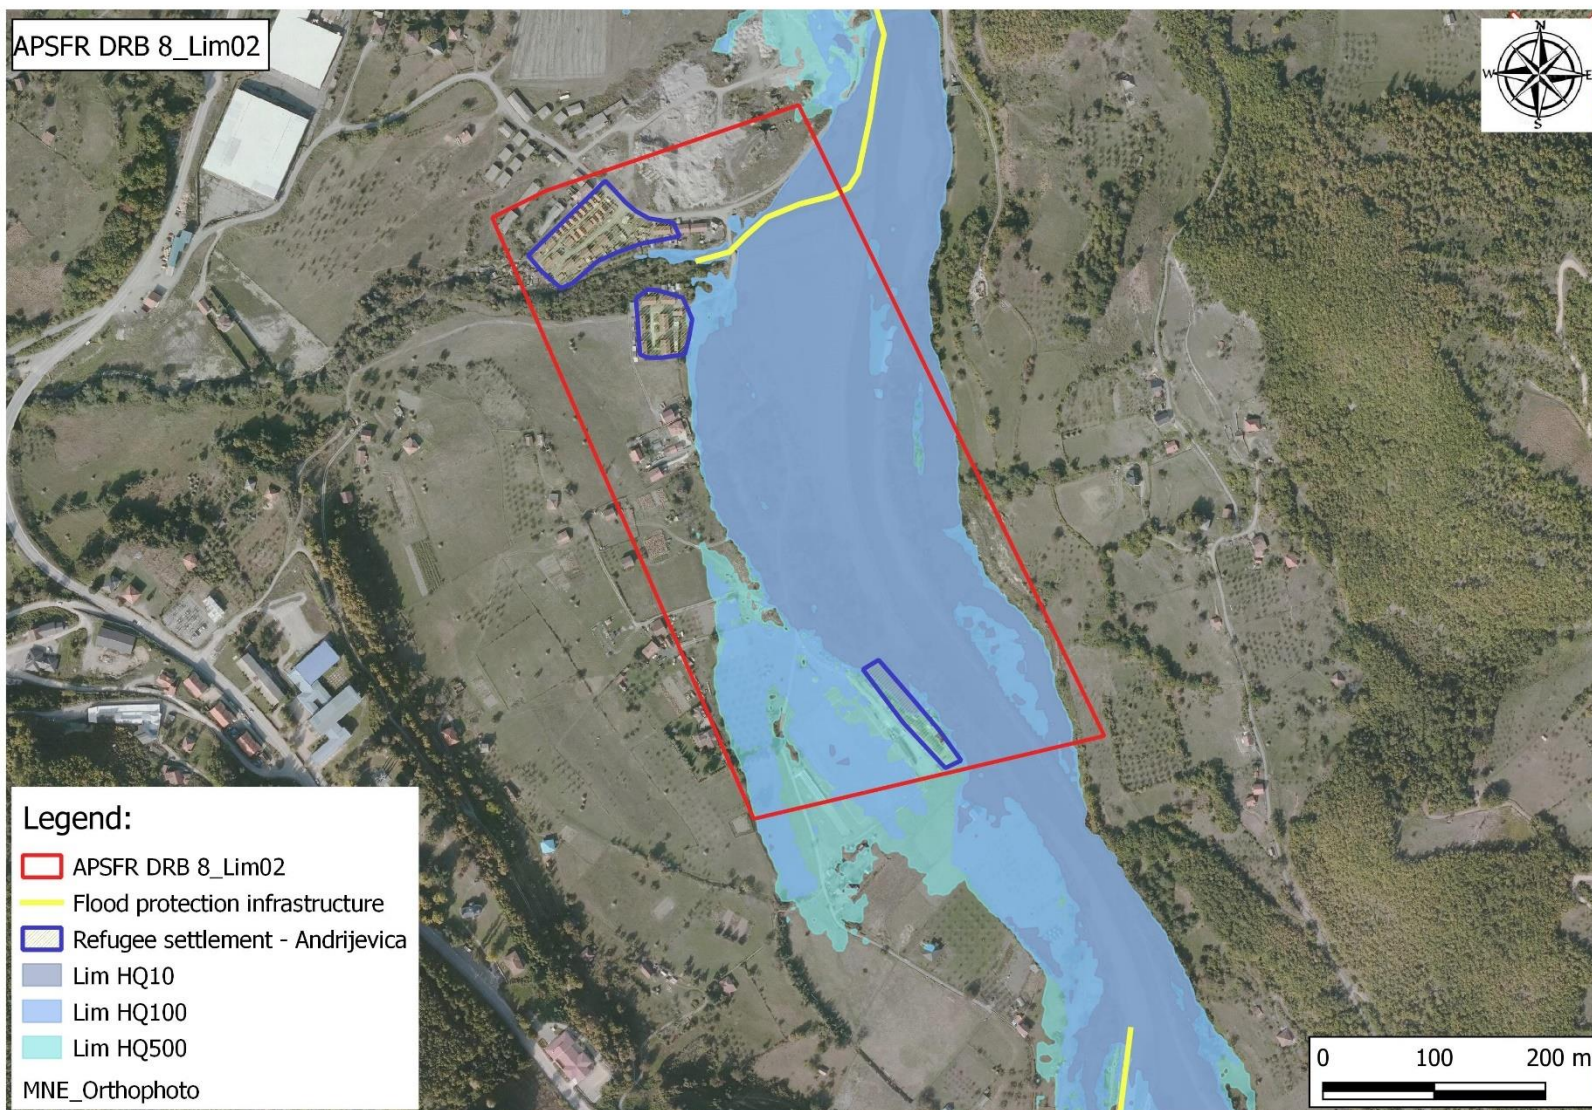 APSFR DRB 8_Lim02
N
W
E
S
Legend:
APSFR DRB 8_Lim02
Flood protection infrastructure
Refugee settlement - Andrijevica
Lim HQ10
Lim HQ100
Lim HQ500
MNE_Orthophoto
0 100 200 m